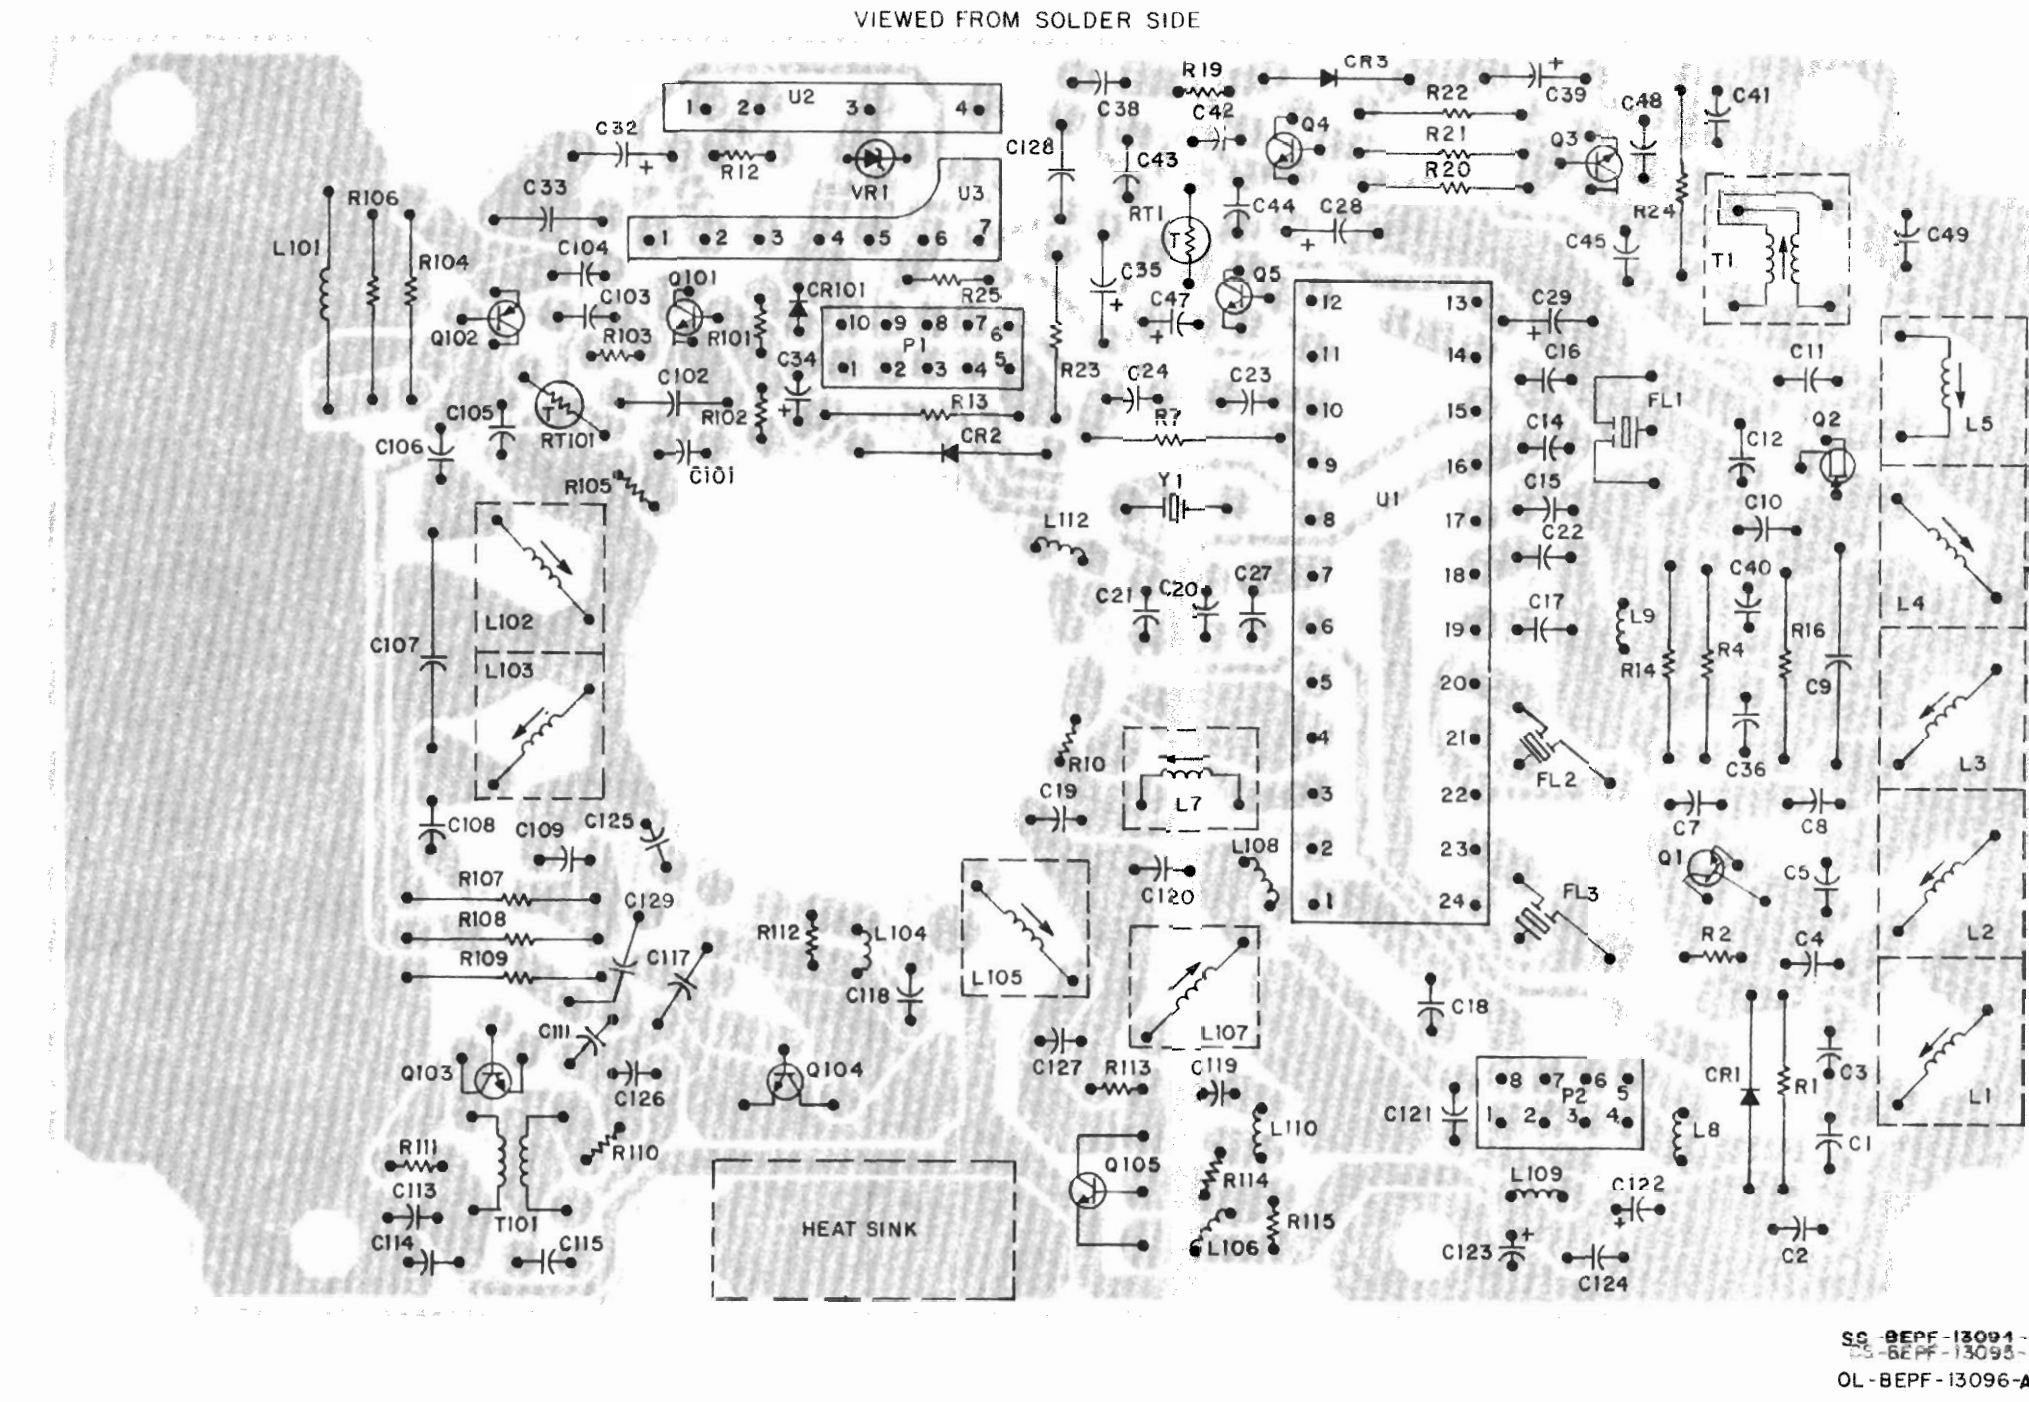 VIEWED FROM SOLDER SIDE
R19
CR3
+
C38
C39
R22
C48
C41
1 2 U2 3 4
C42
C32
+
C128
C43
Q4
R21
Q3
R12
VR1
R20
U3
C33
R106
RT1
C44
C28
R24
T
+
C45
C49
L101
1 2 3 4 5 6 7
C104
R104
Q101
C35
Q5
T1
CR101
R25
+
C103
C47
+
12 13
C29
+
Q102
R103
R101
10 9 8 7 6
P1
1 2 3 4 5
C34
+
11 14
C16
C11
C102
R23
C24
C23
FL1
T
C105
R102
R13
R7
10 15
C14
Q2
L5
RT101
C106
CR2
C12
C101
9 16
C15
R105
Y1
U1
L112
8 17
C10
C22
C21
C20
C27
7 18
C40
L4
L102
C17
L9
R16
C107
6 19
R4
L103
R14
5 20
C9
4 21
L3
R10
FL2
C36
C19
L7
3 22
C7
C8
C108
C109
C125
L108
2 23
Q1
C5
R107
C120
C129
1 24
FL3
R108
R112
L104
R2
C4
L2
R109
C117
L105
C118
C18
C111
L107
Q103
Q104
C127
R113
C119
8 7 6 5
P2
1 2 3 4
CR1
R1
C3
L1
C126
C121
L110
L8
C1
R111
R110
Q105
R114
L109
C113
C122
+
T101
HEAT SINK
R115
C114
C115
L106
C123
+
C124
C2
SS-BEPF-13094-
CS-BEPF-13095-
OL-BEPF-13096-A